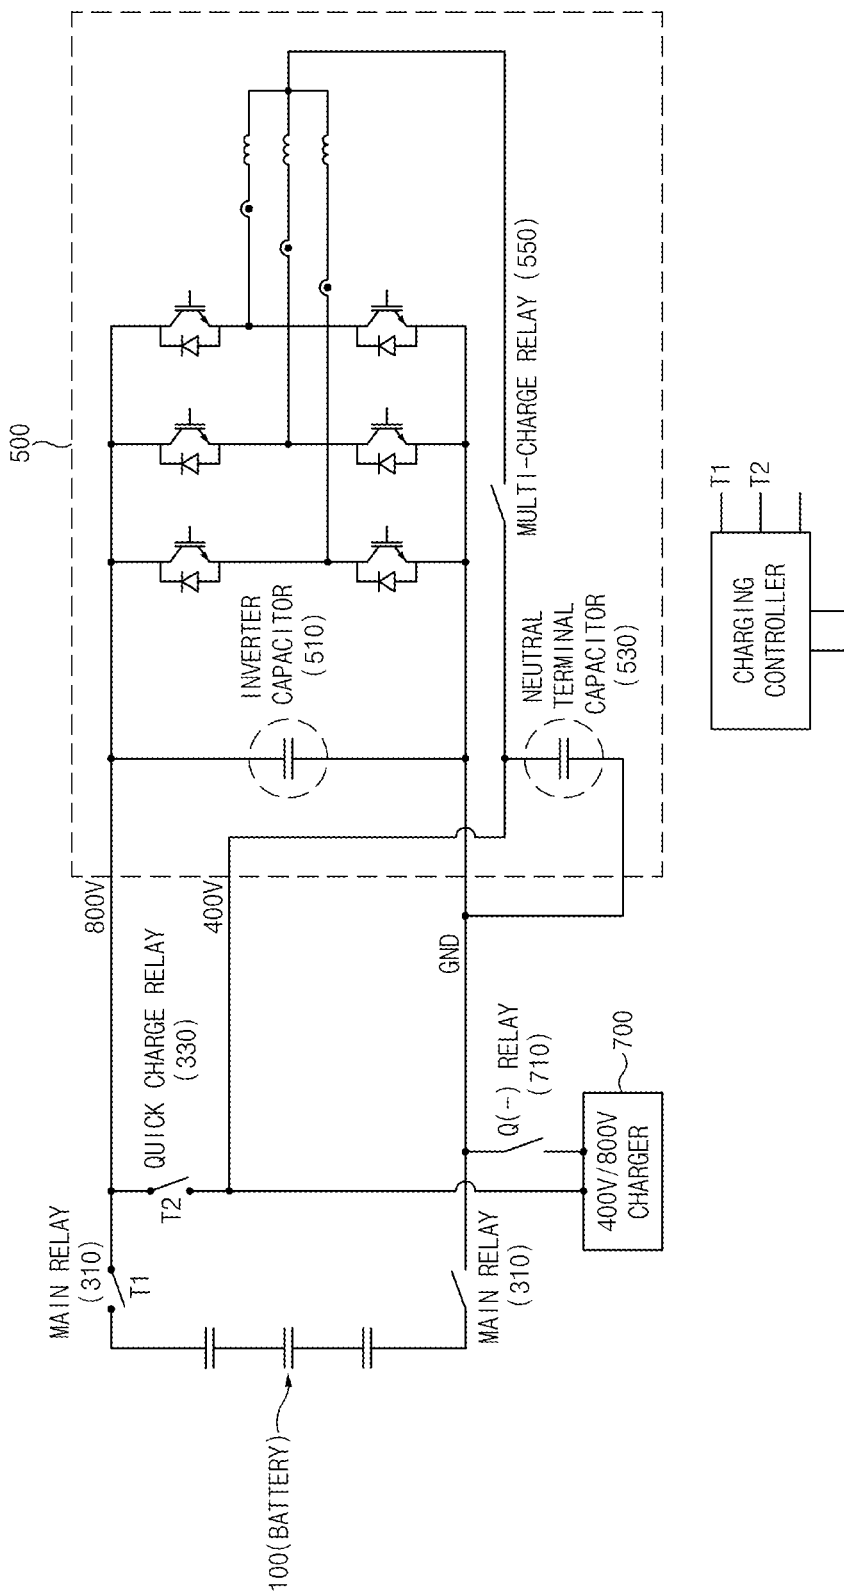 500
800V
400V
GND
INVERTER
CAPACITOR
(510)
MULTI-CHARGE RELAY (550)
NEUTRAL
TERMINAL
CAPACITOR
(530)
QUICK CHARGE RELAY
(330)
T2
MAIN RELAY
(310)
T1
MAIN RELAY
(310)
Q(-) RELAY
(710)
700
400V/800V
CHARGER
100(BATTERY)
CHARGING
CONTROLLER
T1
T2